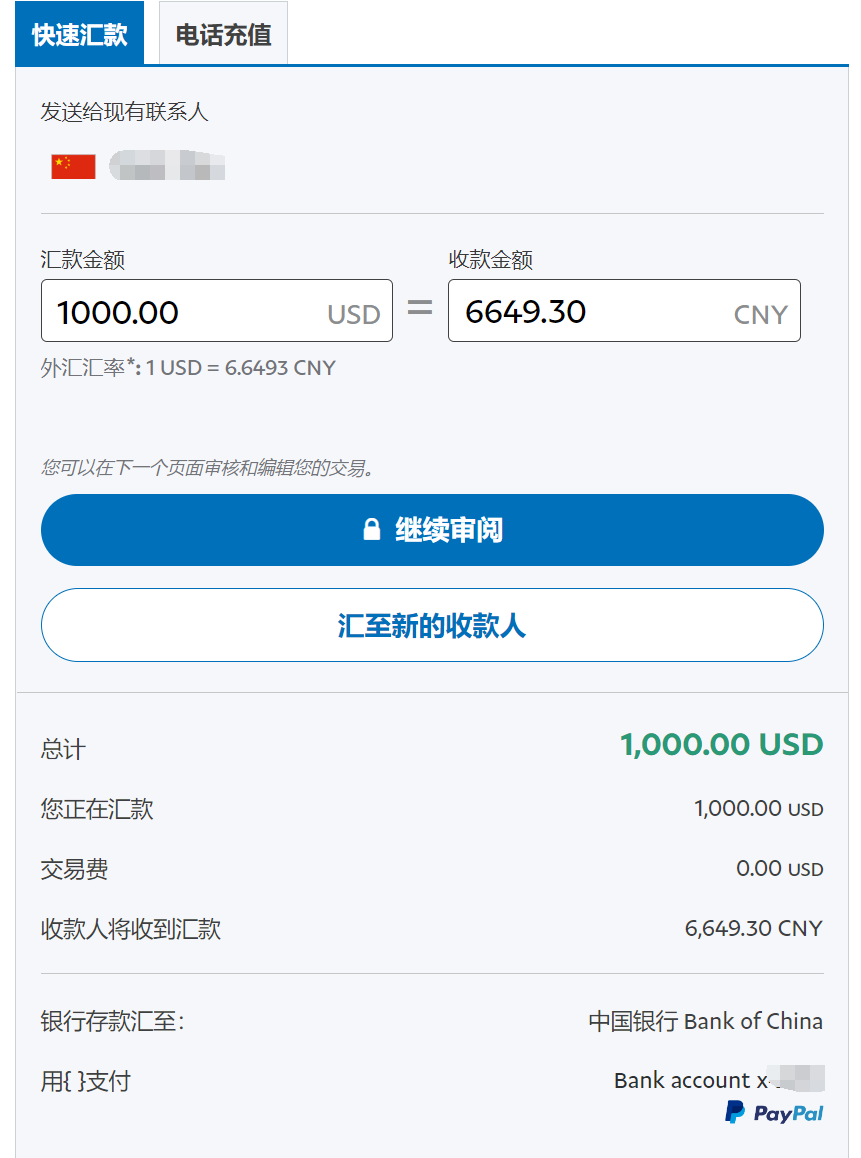 快速汇款 电话充值
发送给现有联系人
汇款金额 收款金额
1000.00 USD = 6649.30 CNY
外汇汇率*: 1 USD = 6.6493 CNY
您可以在下一个页面审核和编辑您的交易。
继续审阅
汇至新的收款人
总计 1,000.00 USD
您正在汇款 1,000.00 USD
交易费 0.00 USD
收款人将收到汇款 6,649.30 CNY
银行存款汇至: 中国银行 Bank of China
用{ }支付 Bank account x-
PayPal